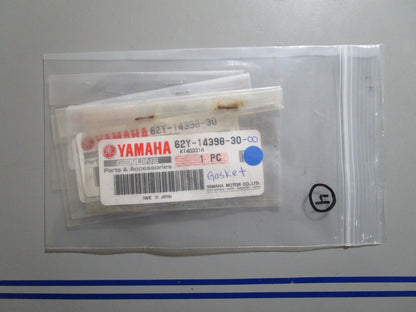 62Y-14398-30
YAMAHA 62Y-14398-30-00
XT40331A
GENUINE
Parts & Accessories
1 PC
Gasket
YAMAHA MOTOR CO.,LTD.
MADE IN JAPAN
4